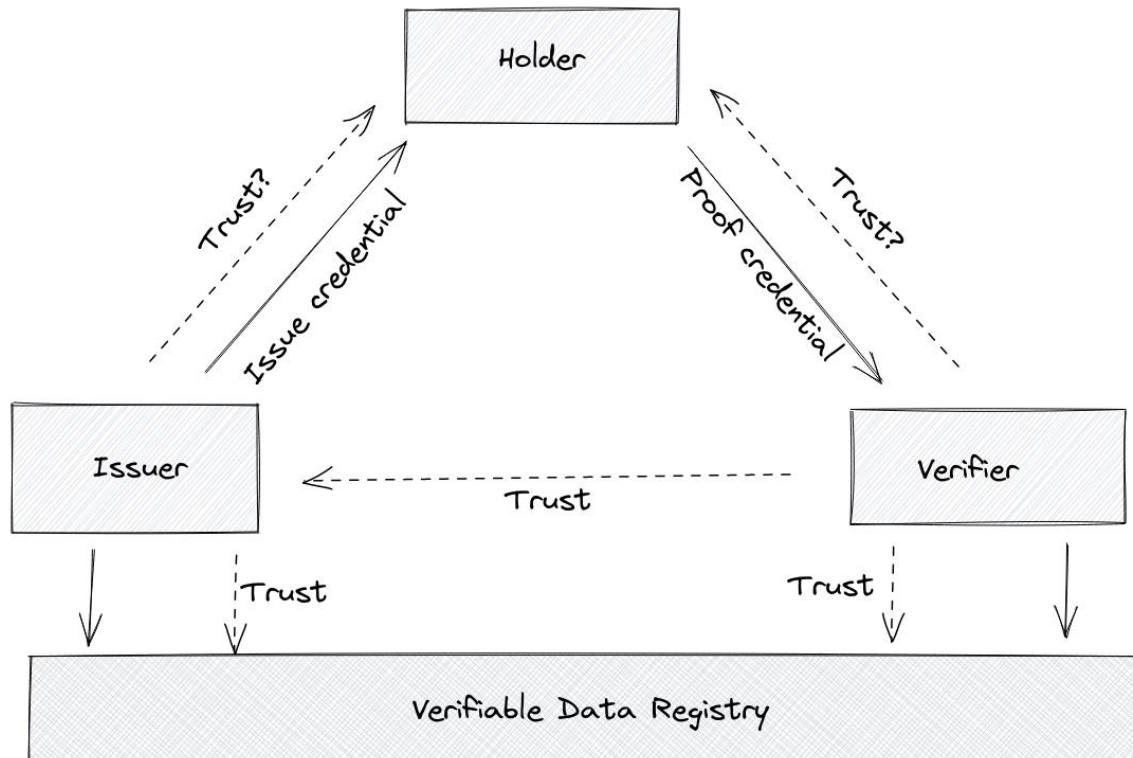 Holder
Trust?
Issue credential
Proof credential
Trust?
Issuer
Trust
Verifier
Trust
Trust
Verifiable Data Registry